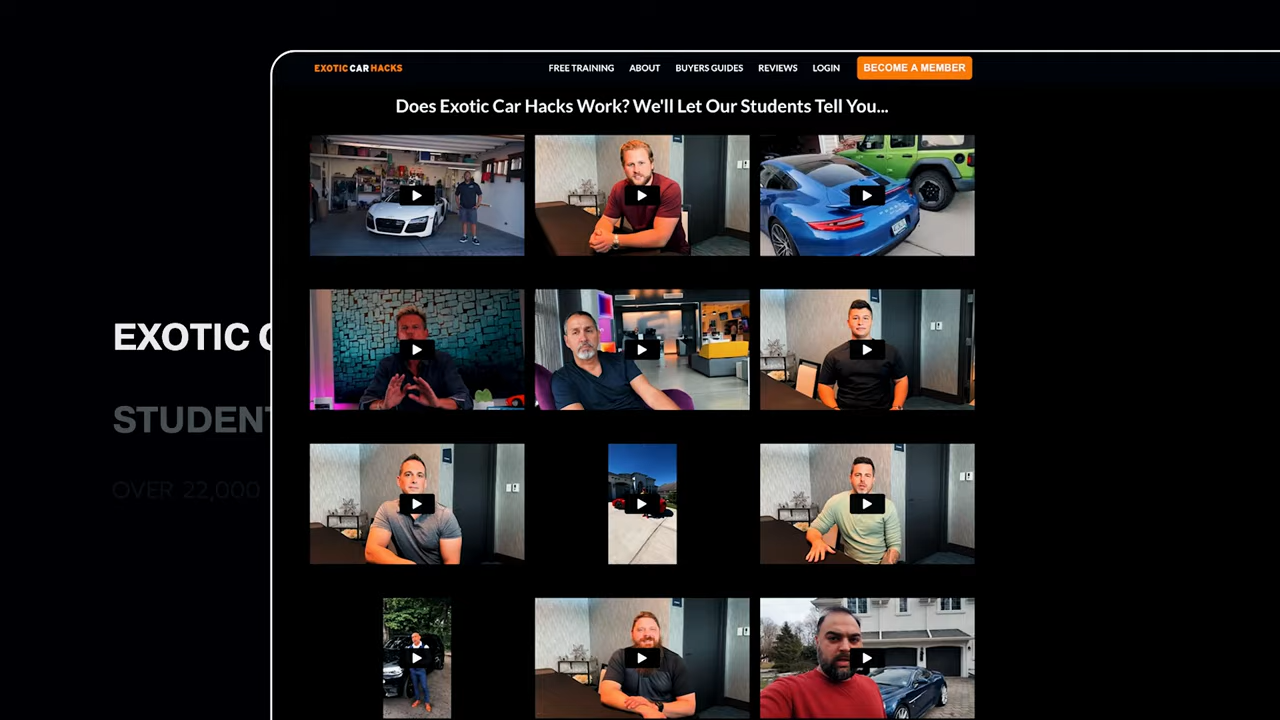 EXOTIC CAR HACKS
FREE TRAINING ABOUT BUYERS GUIDES REVIEWS LOGIN BECOME A MEMBER
Does Exotic Car Hacks Work? We'll Let Our Students Tell You...
EXOTIC C
STUDENT
OVER 22,000